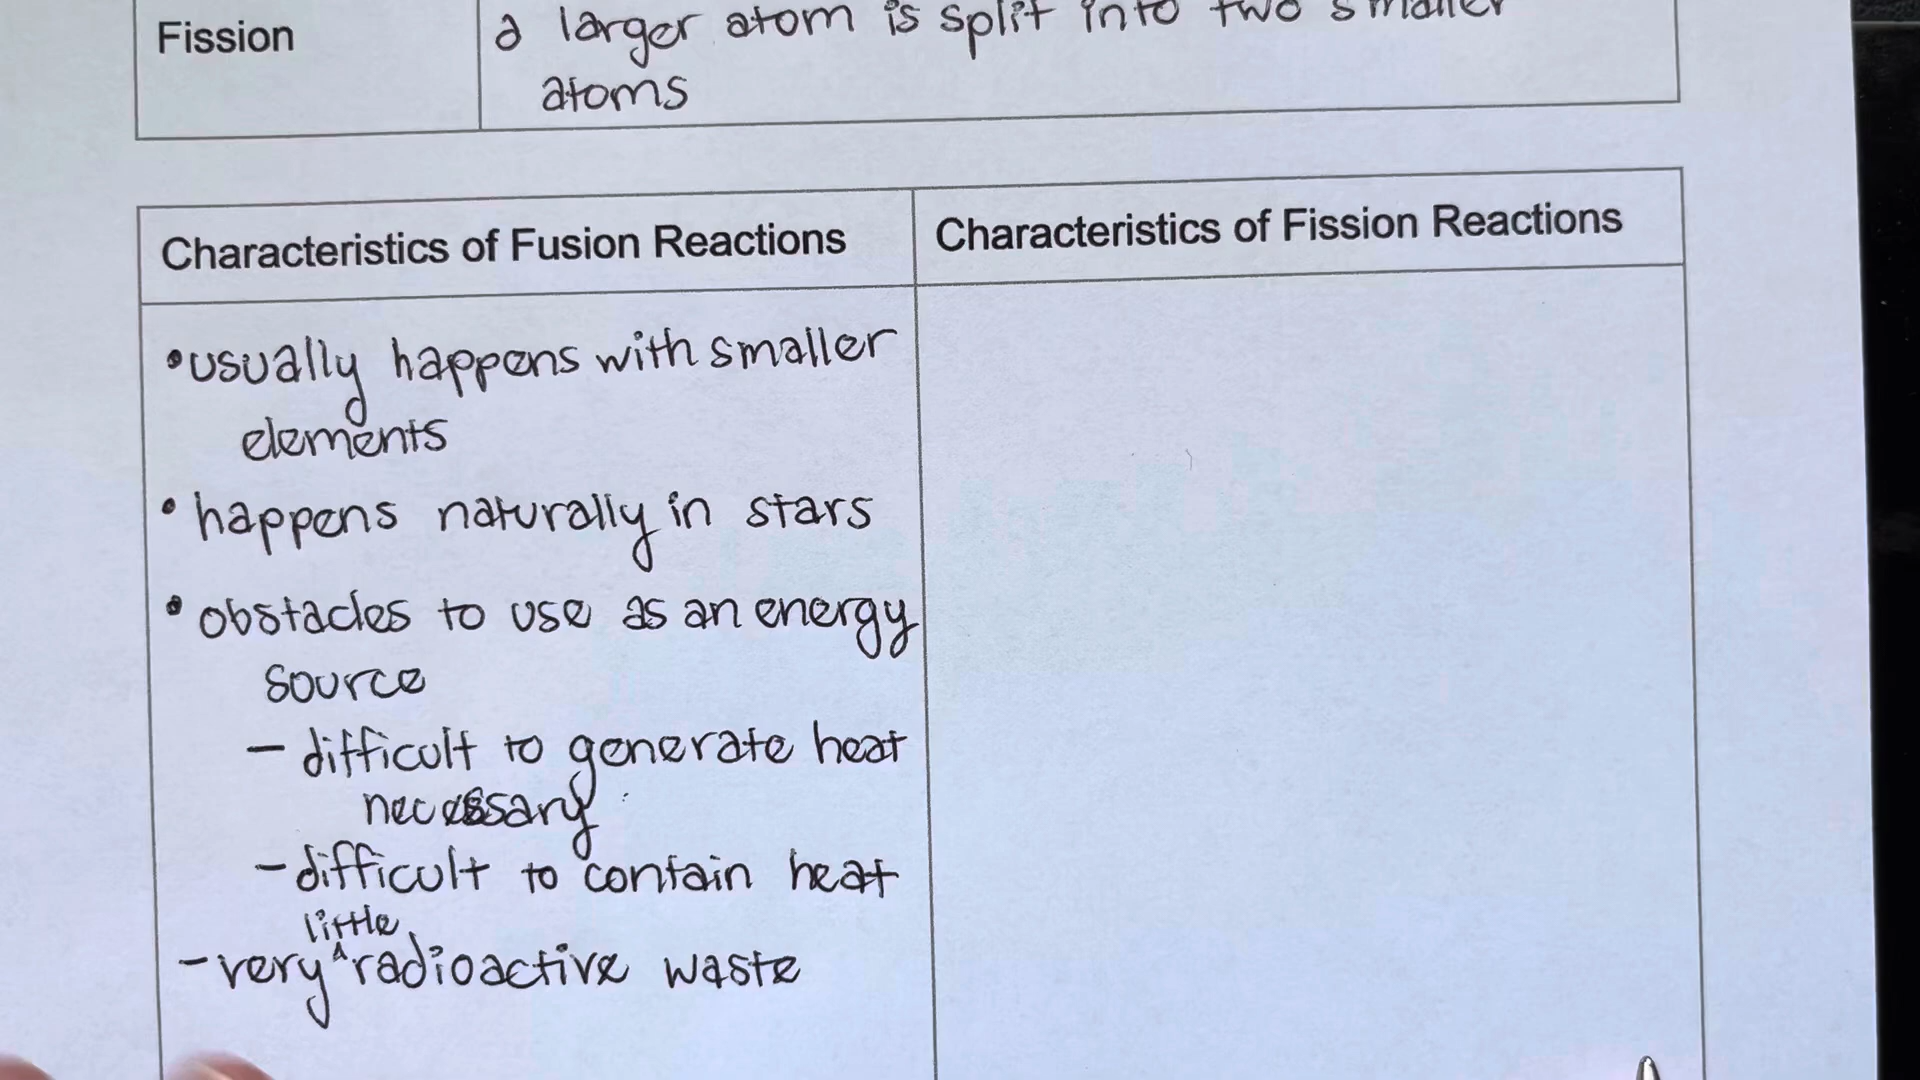 Fission
a larger atom is split into two smaller
atoms
Characteristics of Fusion Reactions
Characteristics of Fission Reactions
•usually happens with smaller
elements
• happens naturally in stars
• obstacles to use as an energy
source
— difficult to generate heat
necessary
— difficult to contain heat
little
— very ^ radioactive waste